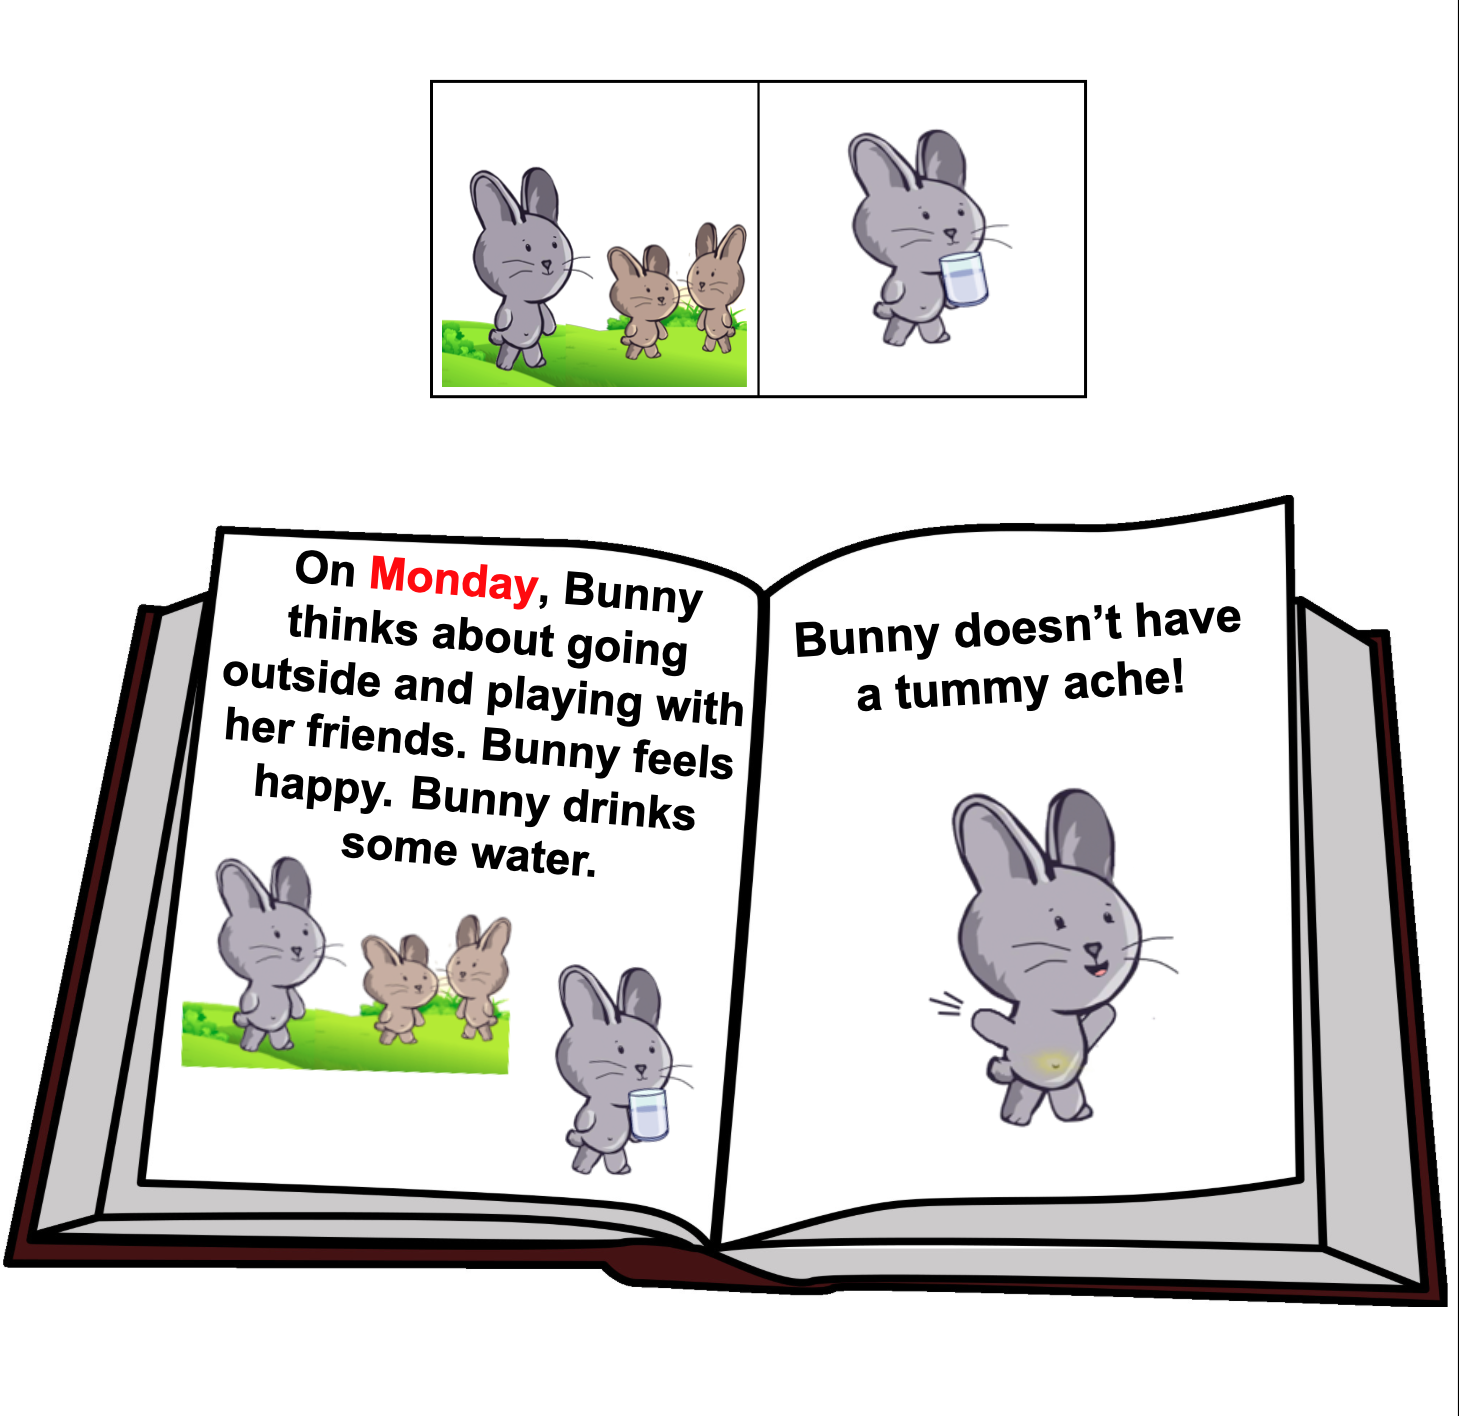 On Monday, Bunny
thinks about going
outside and playing with
her friends. Bunny feels
happy. Bunny drinks
some water.
Bunny doesn’t have
a tummy ache!